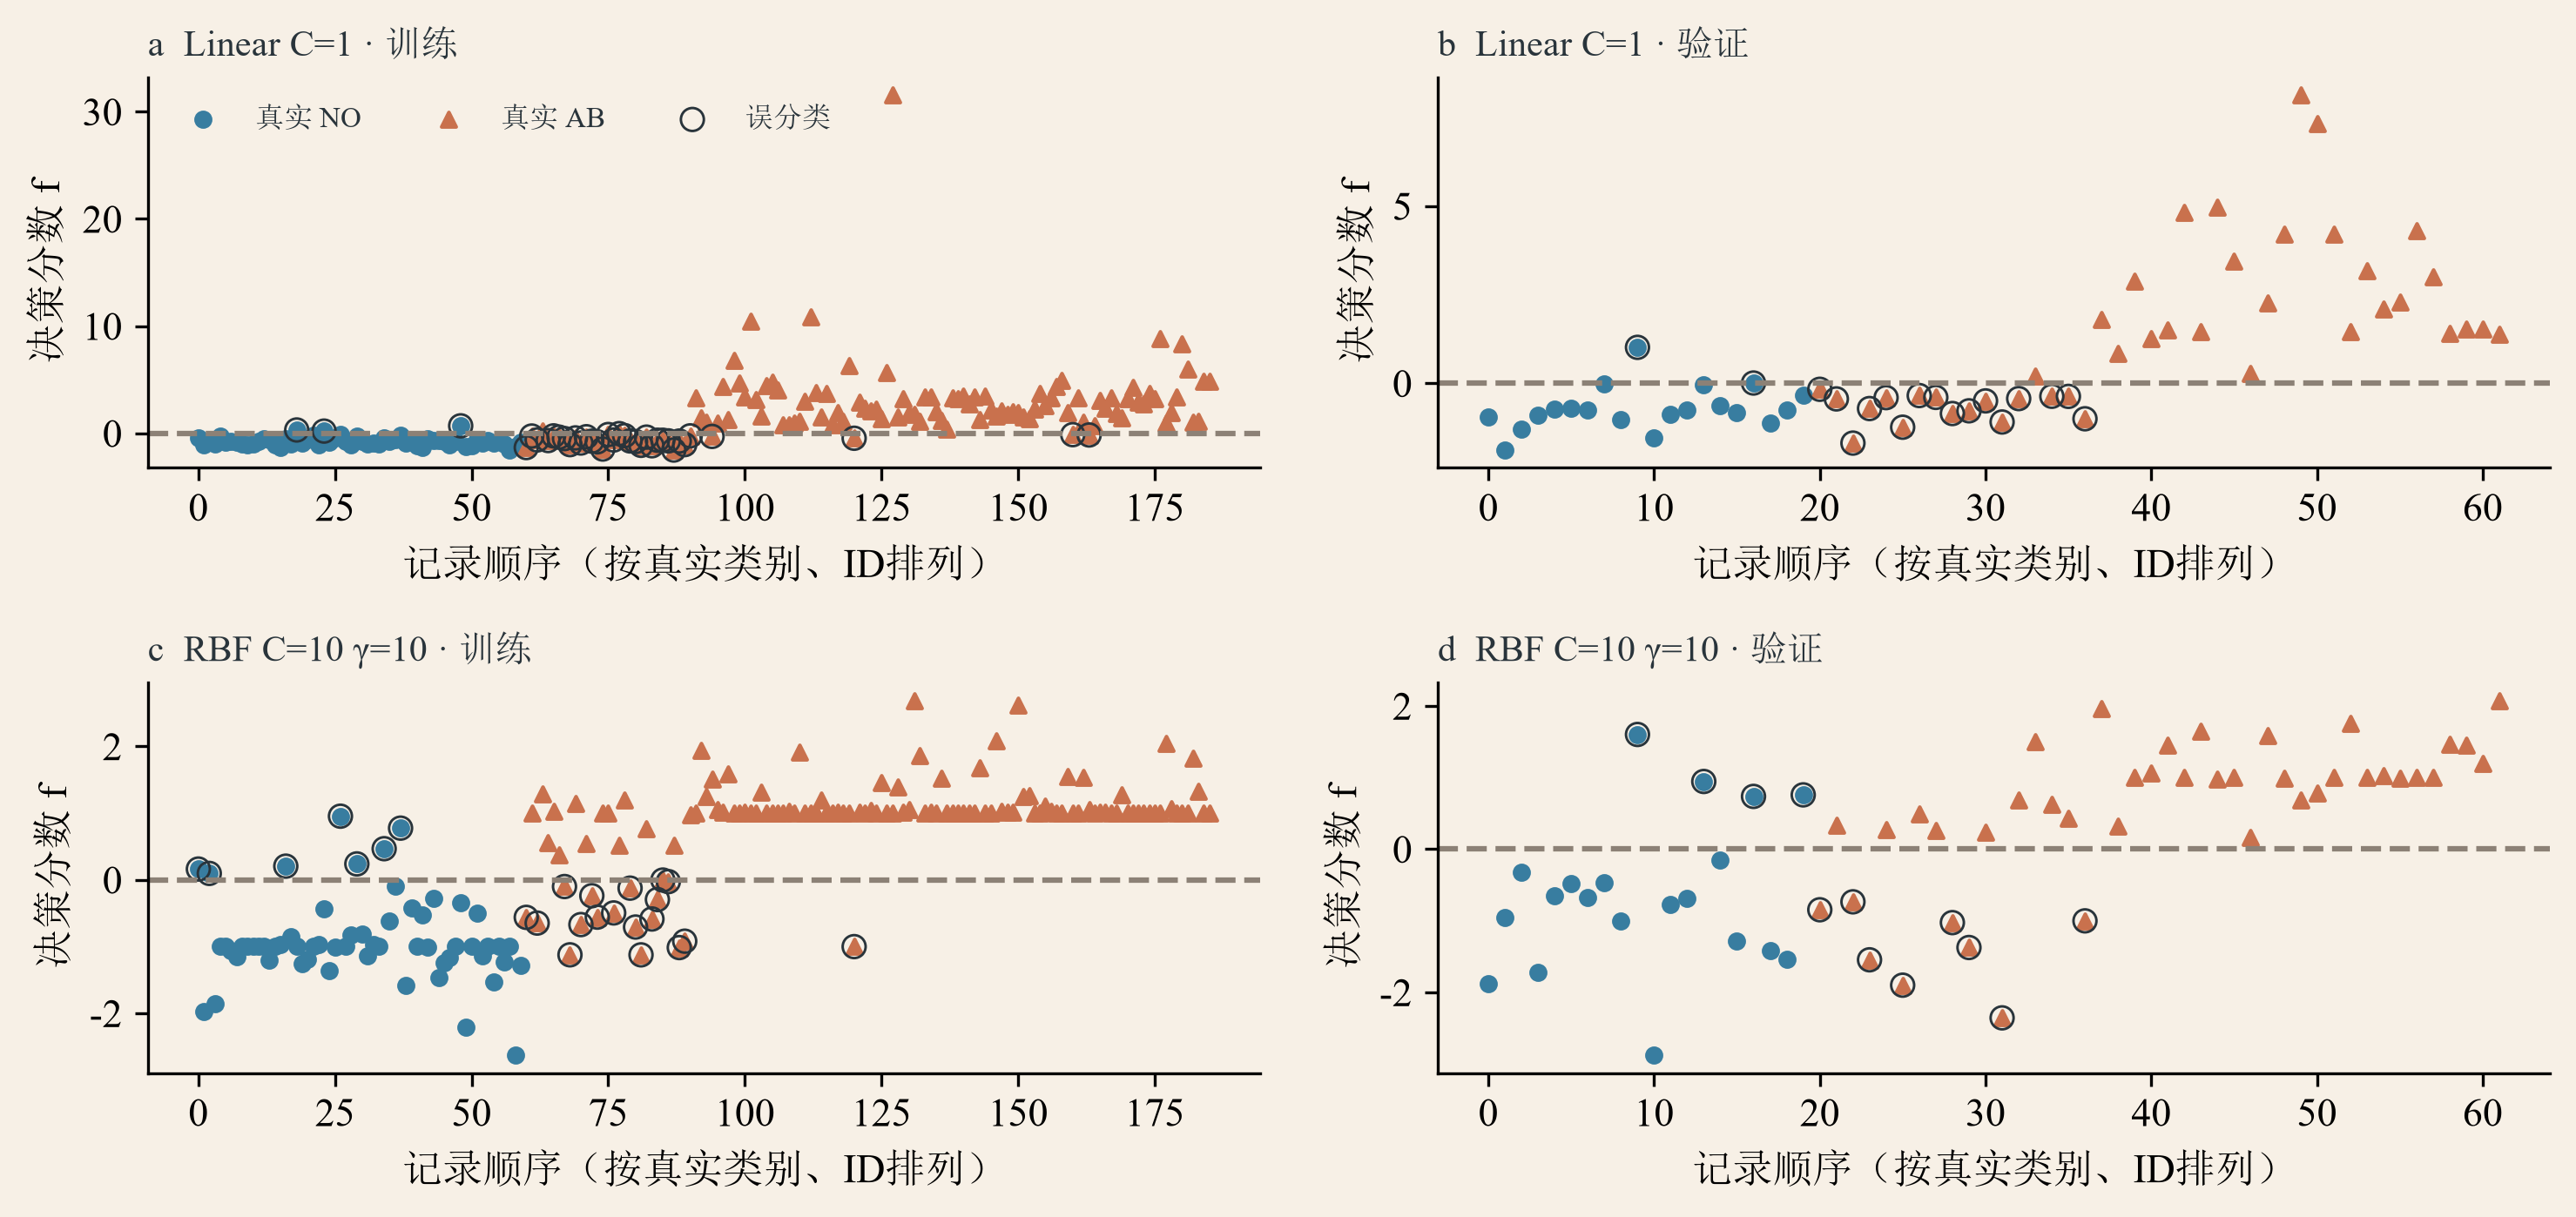 a Linear C=1 · 训练
真实 NO
真实 AB
误分类
决策分数 f
30
20
10
0
0 25 50 75 100 125 150 175
记录顺序（按真实类别、ID排列）
b Linear C=1 · 验证
决策分数 f
5
0
0 10 20 30 40 50 60
记录顺序（按真实类别、ID排列）
c RBF C=10 γ=10 · 训练
决策分数 f
2
0
-2
0 25 50 75 100 125 150 175
记录顺序（按真实类别、ID排列）
d RBF C=10 γ=10 · 验证
决策分数 f
2
0
-2
0 10 20 30 40 50 60
记录顺序（按真实类别、ID排列）